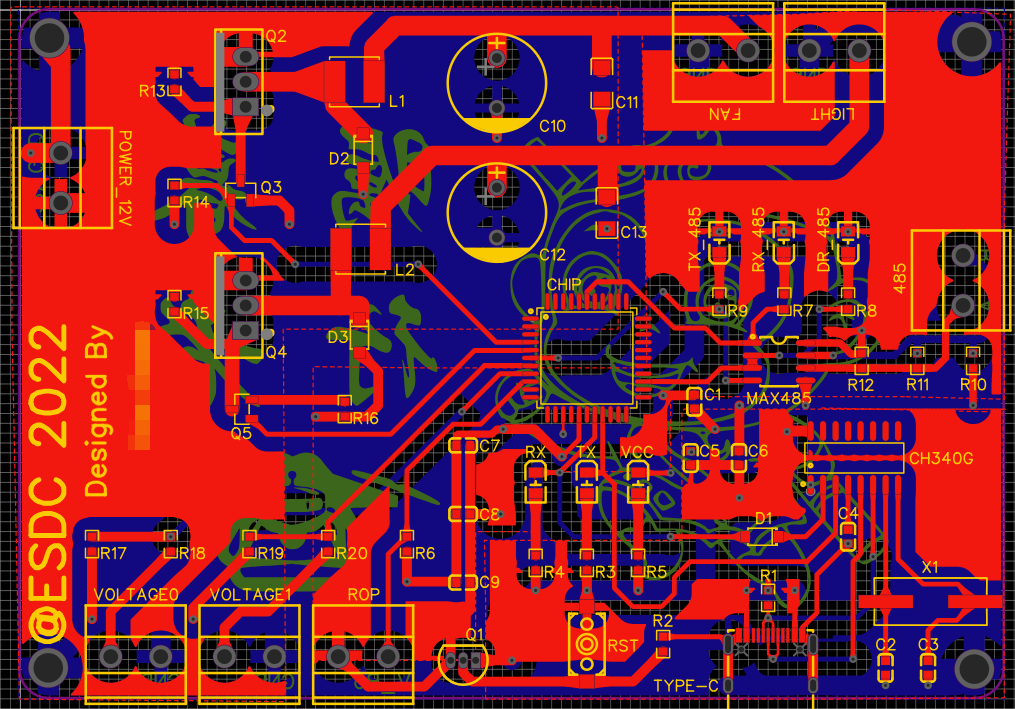 Q2
R13
L1
C10
C11
FAN
LIGHT
POWER_12V
D2
Q3
R14
C12
C13
L2
TX_485
RX_485
DR_485
485
CHIP
R15
Q4
D3
R9
R7
R8
R12
R11
R10
MAX485
C1
Q5
R16
C7
C5
C6
CH340G
RX
TX
VCC
C8
D1
C4
R17
R18
R19
R20
R6
R4
R3
R5
C9
R1
X1
VOLTAGE0
VOLTAGE1
ROP
Q1
RST
R2
C2
C3
TYPE-C
@ESDC 2022
Designed By